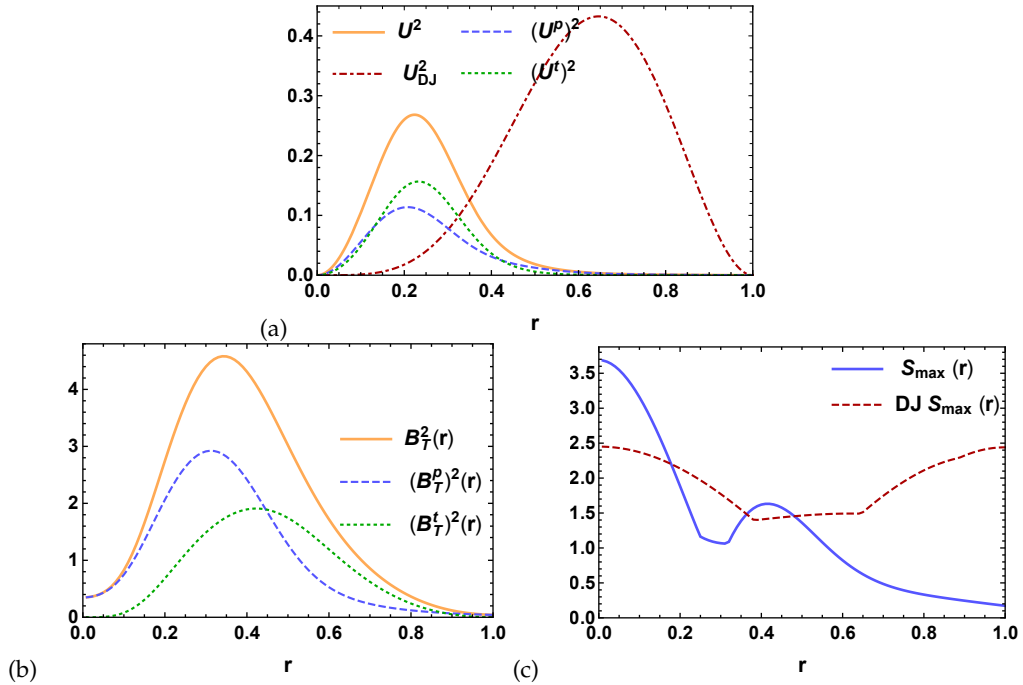 0.4
0.3
0.2
0.1
0.0
U² (Uᵖ)²
U²_DJ (Uᵗ)²
0.0 0.2 0.4 0.6 0.8 1.0
(a) r
4
2
0
B²_T(r)
(Bᵖ_T)²(r)
(Bᵗ_T)²(r)
0.0 0.2 0.4 0.6 0.8 1.0
(b) r
3.5
3.0
2.5
2.0
1.5
1.0
0.5
0.0
S_max (r)
DJ S_max (r)
0.0 0.2 0.4 0.6 0.8 1.0
(c) r